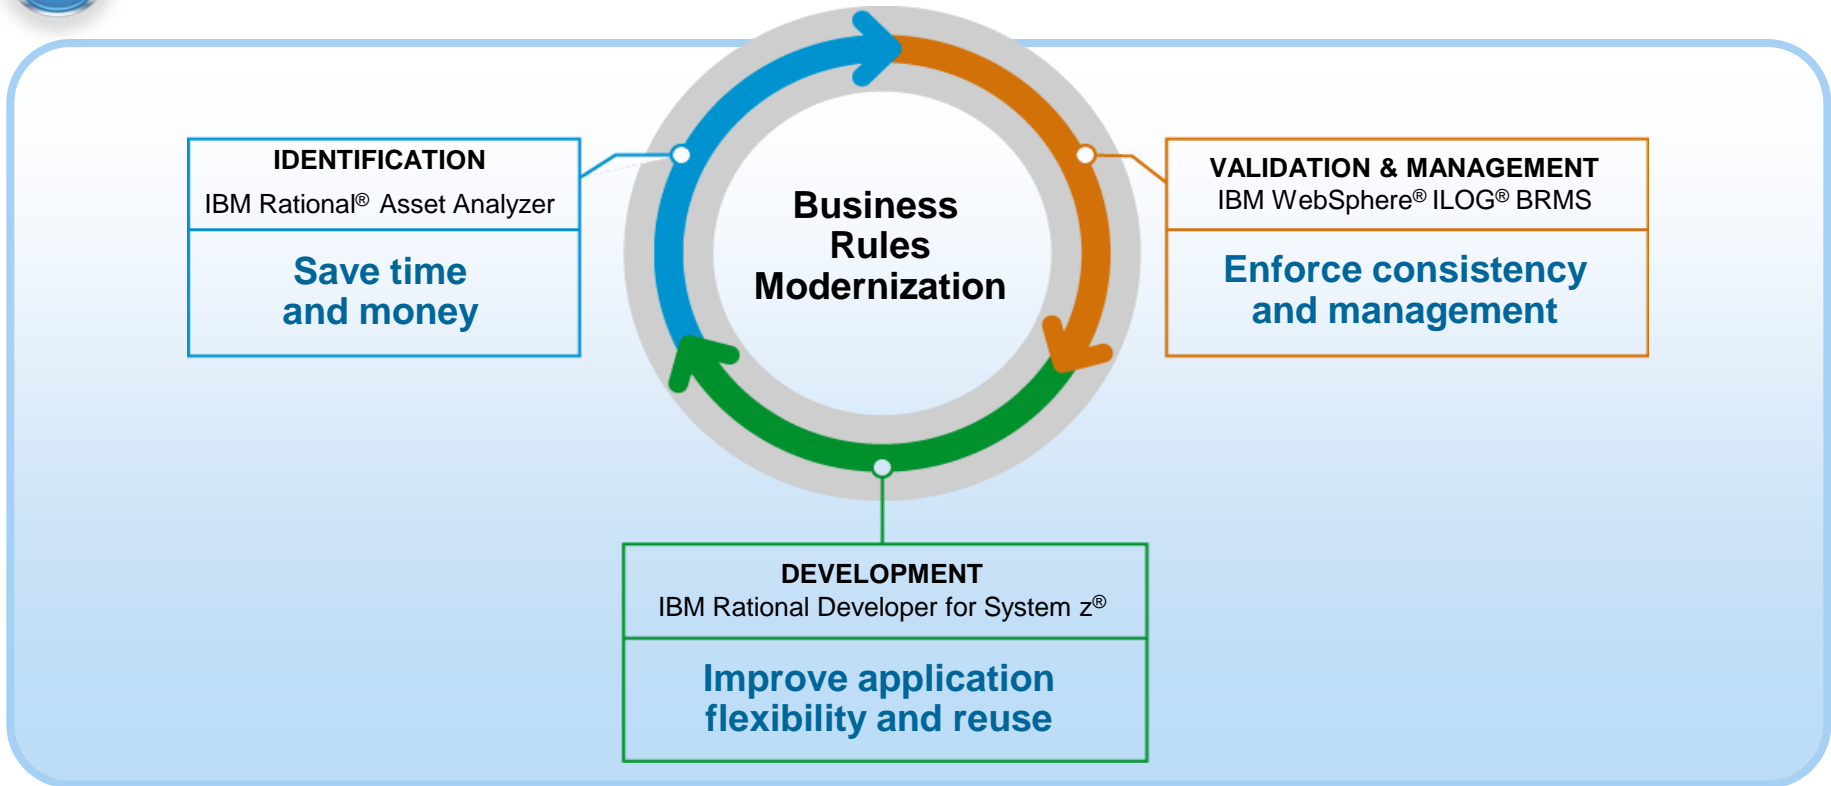 IDENTIFICATION
IBM Rational® Asset Analyzer
Save time
and money
Business
Rules
Modernization
VALIDATION & MANAGEMENT
IBM WebSphere® ILOG® BRMS
Enforce consistency
and management
DEVELOPMENT
IBM Rational Developer for System z®
Improve application
flexibility and reuse